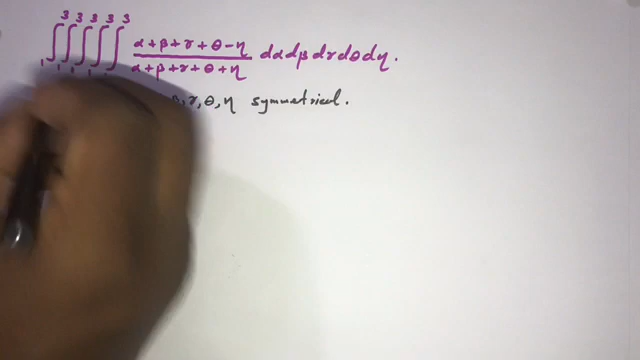 ∫₁³ ∫₁³ ∫₁³ ∫₁³ ∫₁³ (α+β+γ+θ−η)/(α+β+γ+θ+η) dα dβ dγ dθ dη.
β, γ, θ, η symmetrical.